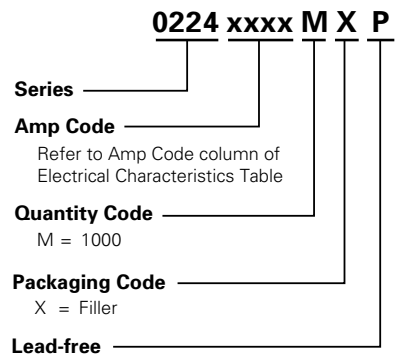 0224 xxxx M X P
Series
Amp Code
Refer to Amp Code column of
Electrical Characteristics Table
Quantity Code
M = 1000
Packaging Code
X = Filler
Lead-free